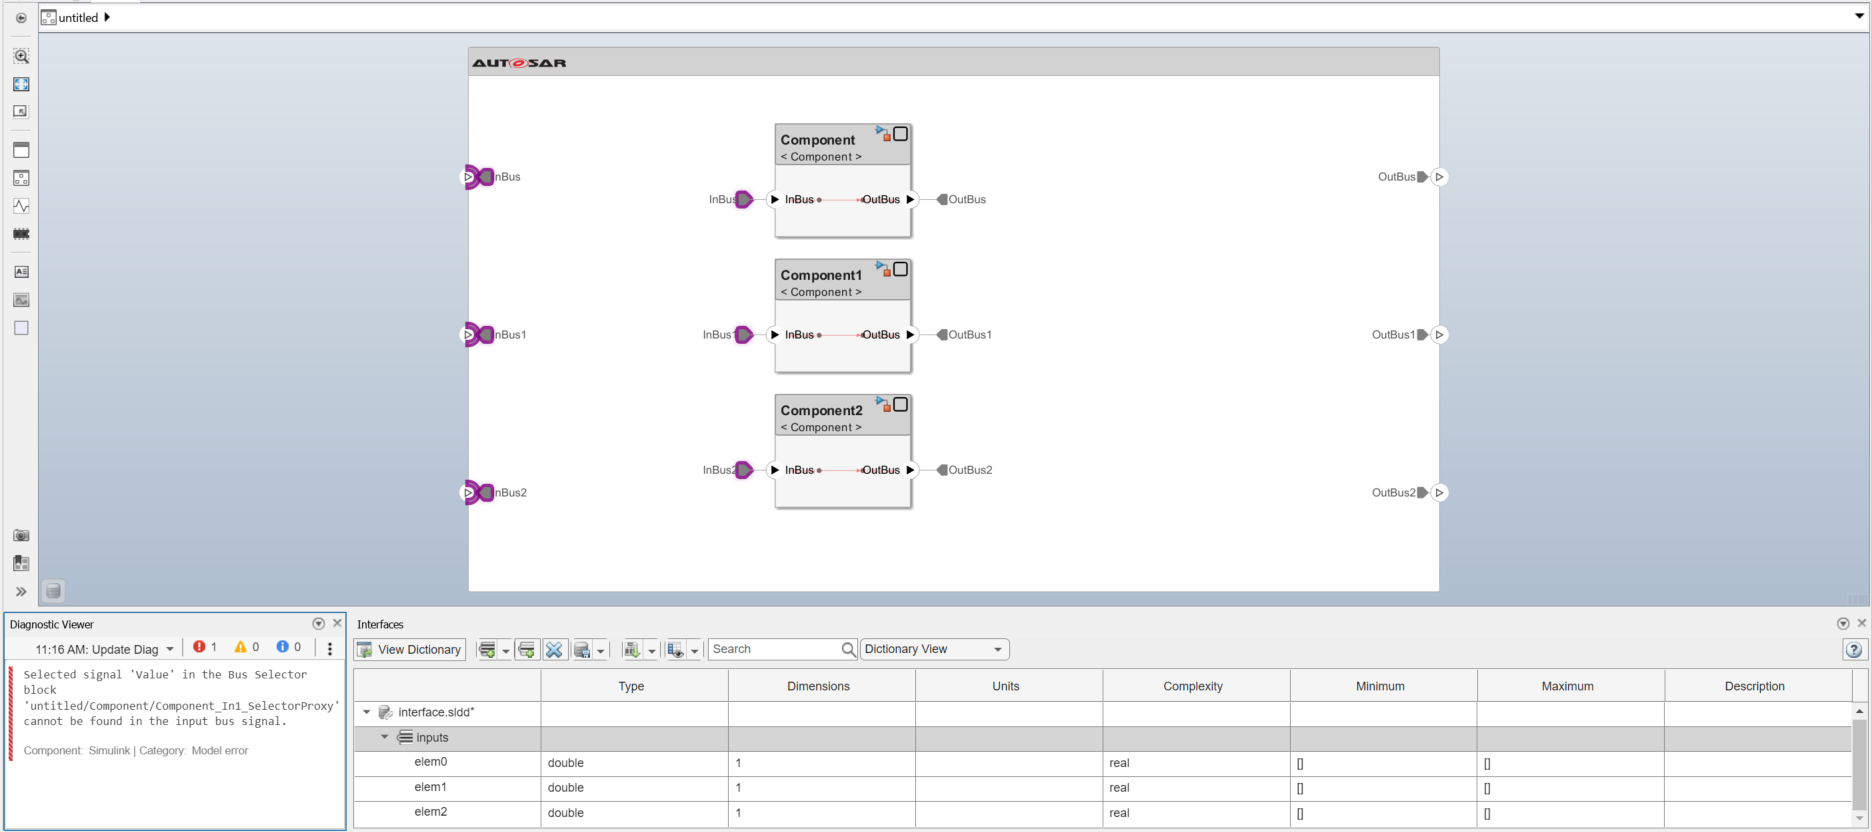 untitled
AUTOSAR
Component
< Component >
InBus
InBus
OutBus
OutBus
nBus
OutBus
Component1
< Component >
nBus1
InBus1
InBus
OutBus
OutBus1
OutBus1
Component2
< Component >
InBus2
InBus
OutBus
OutBus2
nBus2
OutBus2
Diagnostic Viewer
11:16 AM: Update Diag
1
0
0
Selected signal 'Value' in the Bus Selector
block
'untitled/Component/Component_In1_SelectorProxy'
cannot be found in the input bus signal.
Component: Simulink | Category: Model error
Interfaces
View Dictionary
Search
Dictionary View
Type Dimensions Units Complexity Minimum Maximum Description
interface.sldd*
inputs
elem0 double 1 real [] []
elem1 double 1 real [] []
elem2 double 1 real [] []